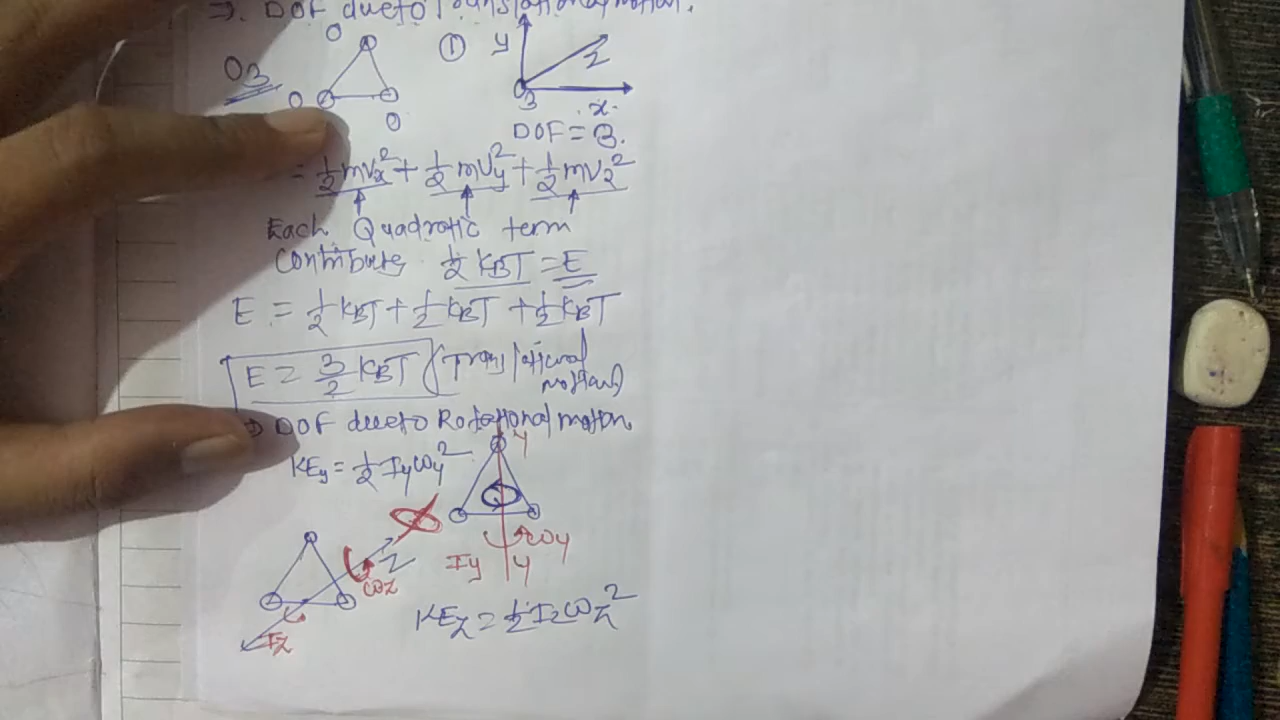 ⇒. DOF due to Translational motion.
O
O3
① y
z
O
O
3 x
DOF = 3.
= 1/2 mVx² + 1/2 mVy² + 1/2 mVz²
Each Quadratic term
Contribute 1/2 KBT = E
E = 1/2 KBT + 1/2 KBT + 1/2 KBT
E = 3/2 KBT (Translational
motion)
⇒ DOF due to Rotational motion.
KEy = 1/2 Iyωy²
y
Iy ωy
y
z
ωz
Iz
KEz = 1/2 Izωz²